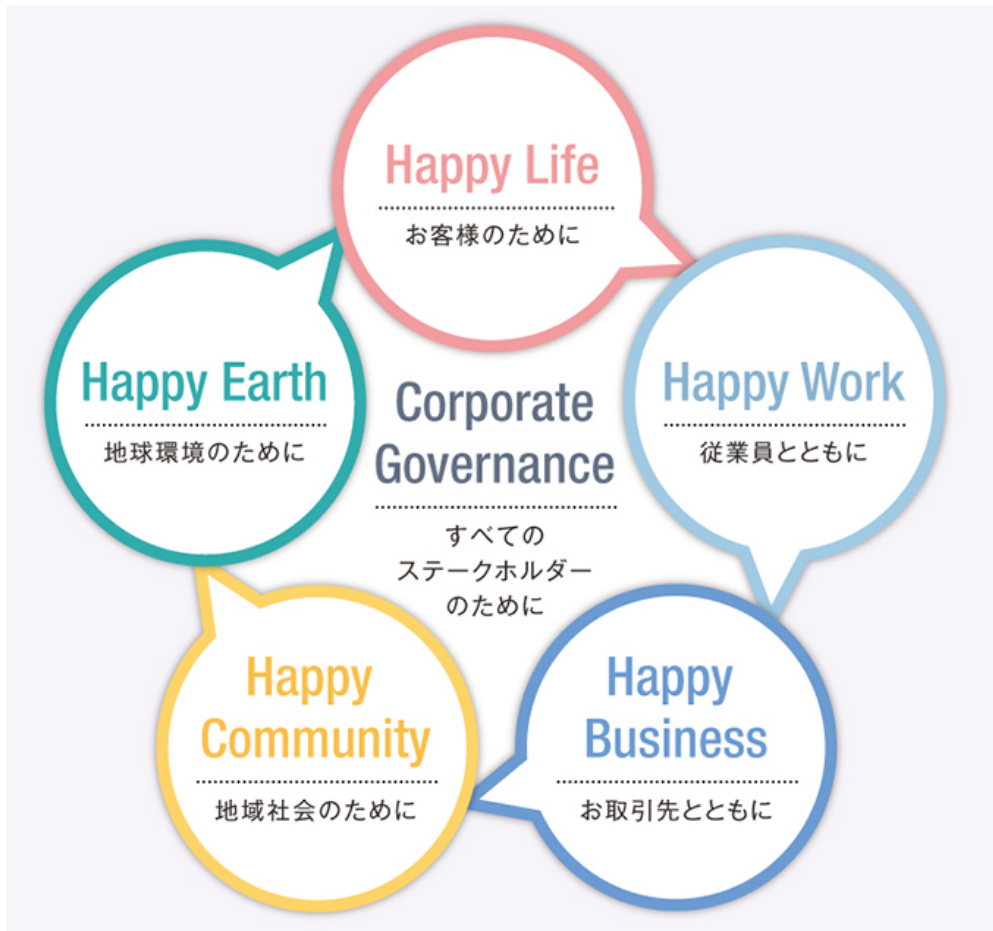 Happy Life
お客様のために
Happy Work
従業員とともに
Happy
Business
お取引先とともに
Happy
Community
地域社会のために
Happy Earth
地球環境のために
Corporate
Governance
すべての
ステークホルダー
のために